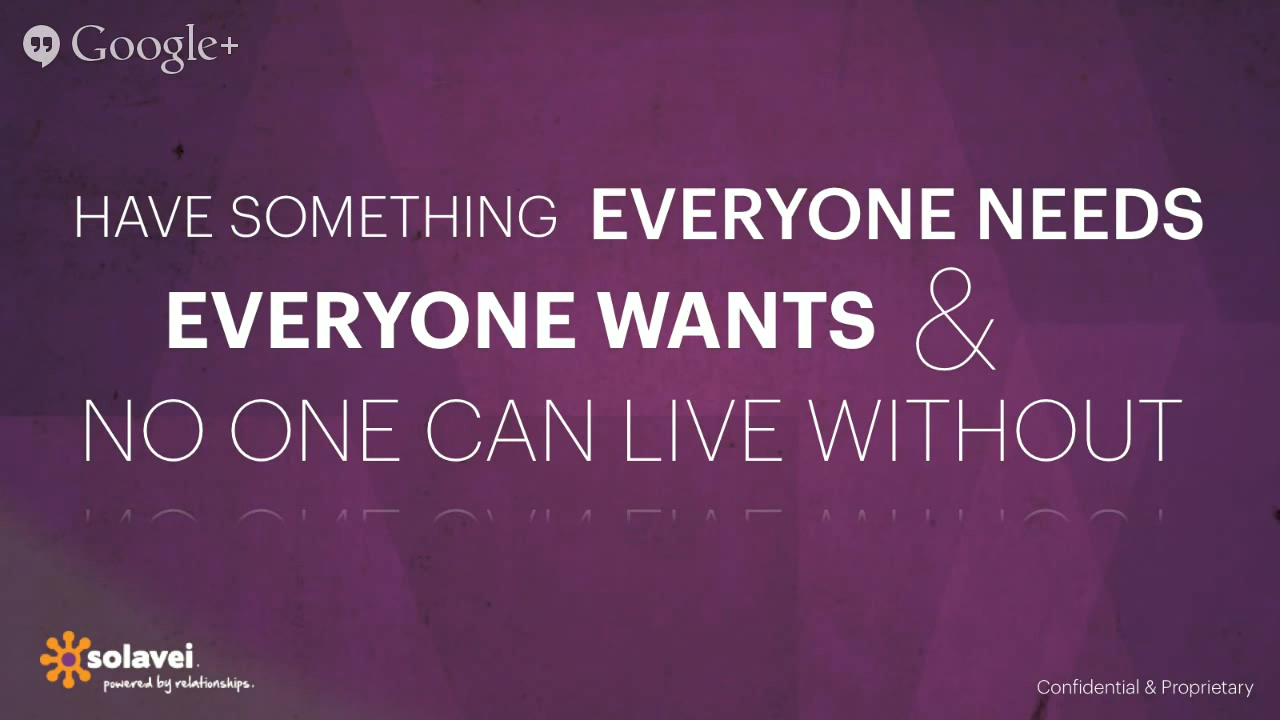 Google+
HAVE SOMETHING EVERYONE NEEDS
EVERYONE WANTS &
NO ONE CAN LIVE WITHOUT
solavei.
powered by relationships.
Confidential & Proprietary